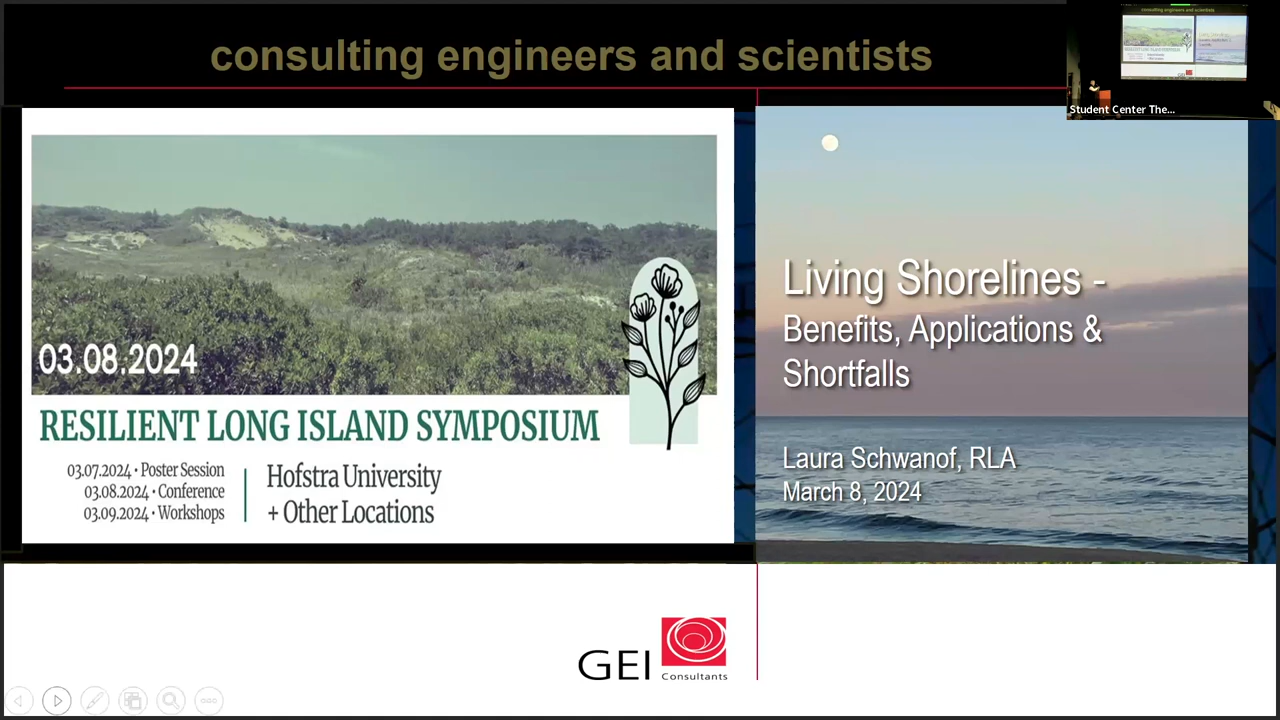 consulting engineers and scientists
Student Center The...
03.08.2024
RESILIENT LONG ISLAND SYMPOSIUM
03.07.2024 • Poster Session
03.08.2024 • Conference
03.09.2024 • Workshops
Hofstra University
+ Other Locations
Living Shorelines -
Benefits, Applications &
Shortfalls
Laura Schwanof, RLA
March 8, 2024
GEI
Consultants